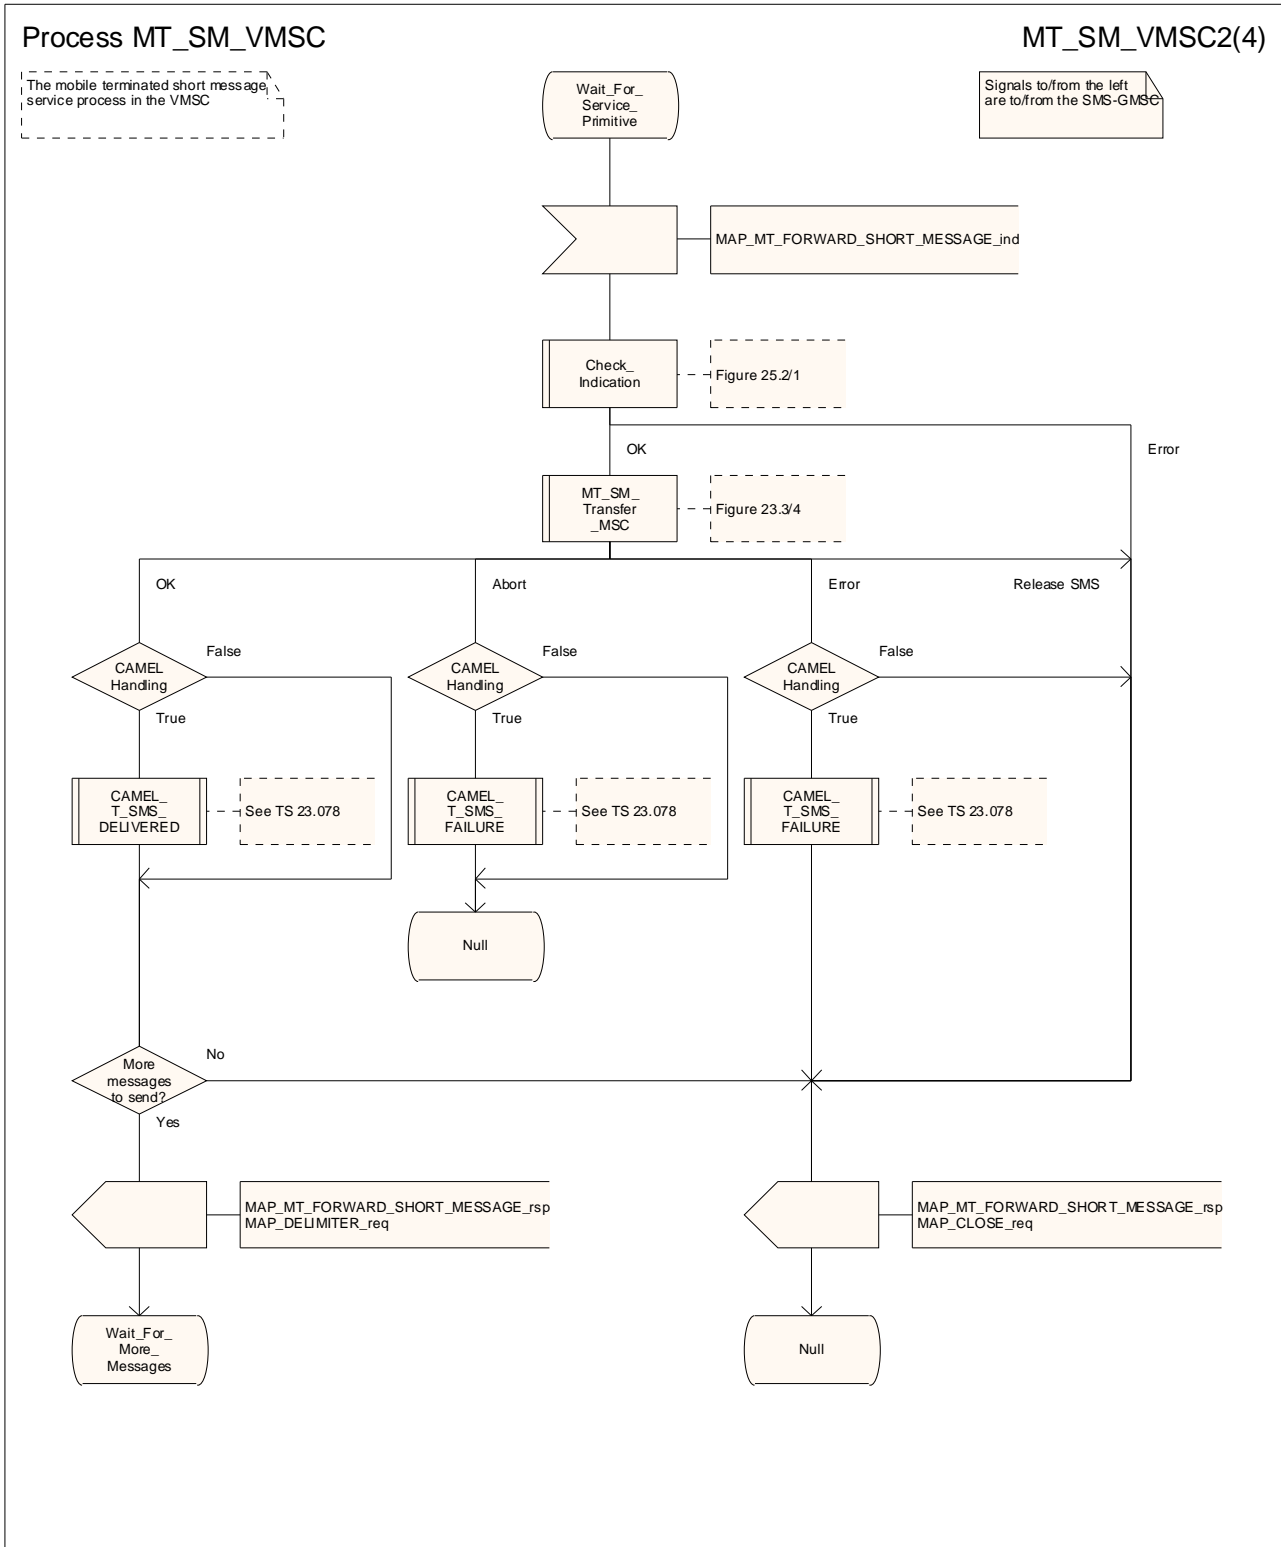 Process MT_SM_VMSC
MT_SM_VMSC2(4)
The mobile terminated short message
service process in the VMSC
Wait_For_
Service_
Primitive
Signals to/from the left
are to/from the SMS-GMSC
MAP_MT_FORWARD_SHORT_MESSAGE_ind
Check_
Indication
Figure 25.2/1
OK
Error
MT_SM_
Transfer
_MSC
Figure 23.3/4
OK
Abort
Error
Release SMS
CAMEL
Handling
False
True
CAMEL
Handling
False
True
CAMEL
Handling
False
True
CAMEL_
T_SMS_
DELIVERED
See TS 23.078
CAMEL_
T_SMS_
FAILURE
See TS 23.078
CAMEL_
T_SMS_
FAILURE
See TS 23.078
Null
More
messages
to send?
No
Yes
MAP_MT_FORWARD_SHORT_MESSAGE_rsp
MAP_DELIMITER_req
MAP_MT_FORWARD_SHORT_MESSAGE_rsp
MAP_CLOSE_req
Wait_For_
More_
Messages
Null